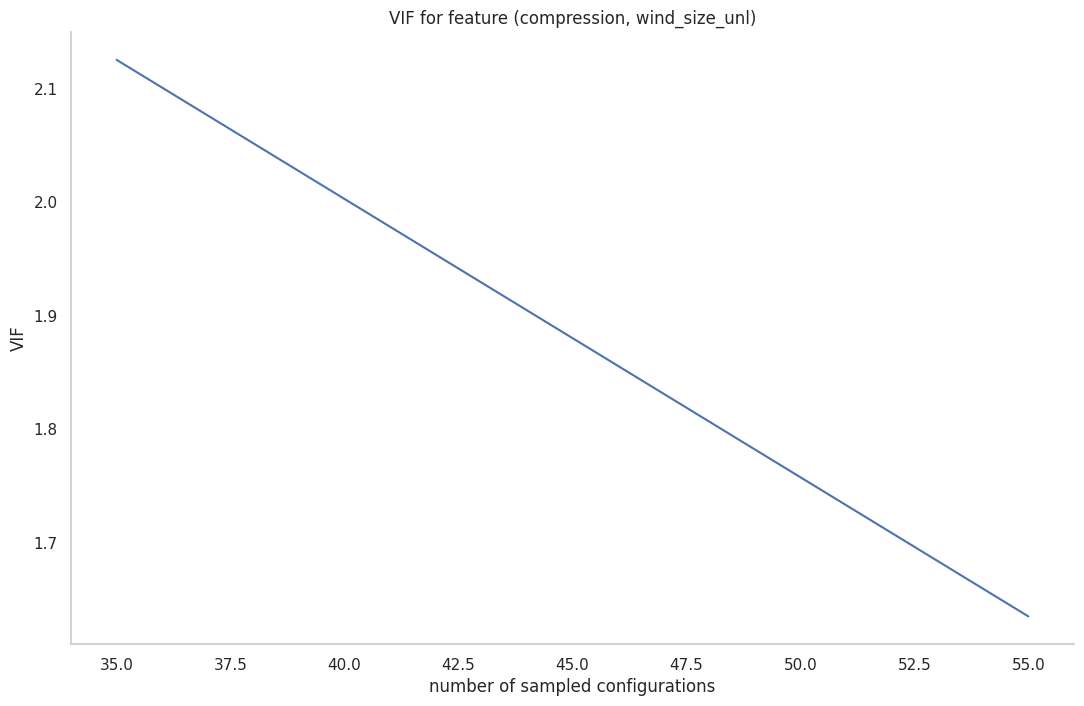 VIF for feature (compression, wind_size_unl)
VIF
2.1
2.0
1.9
1.8
1.7
35.0 37.5 40.0 42.5 45.0 47.5 50.0 52.5 55.0
number of sampled configurations